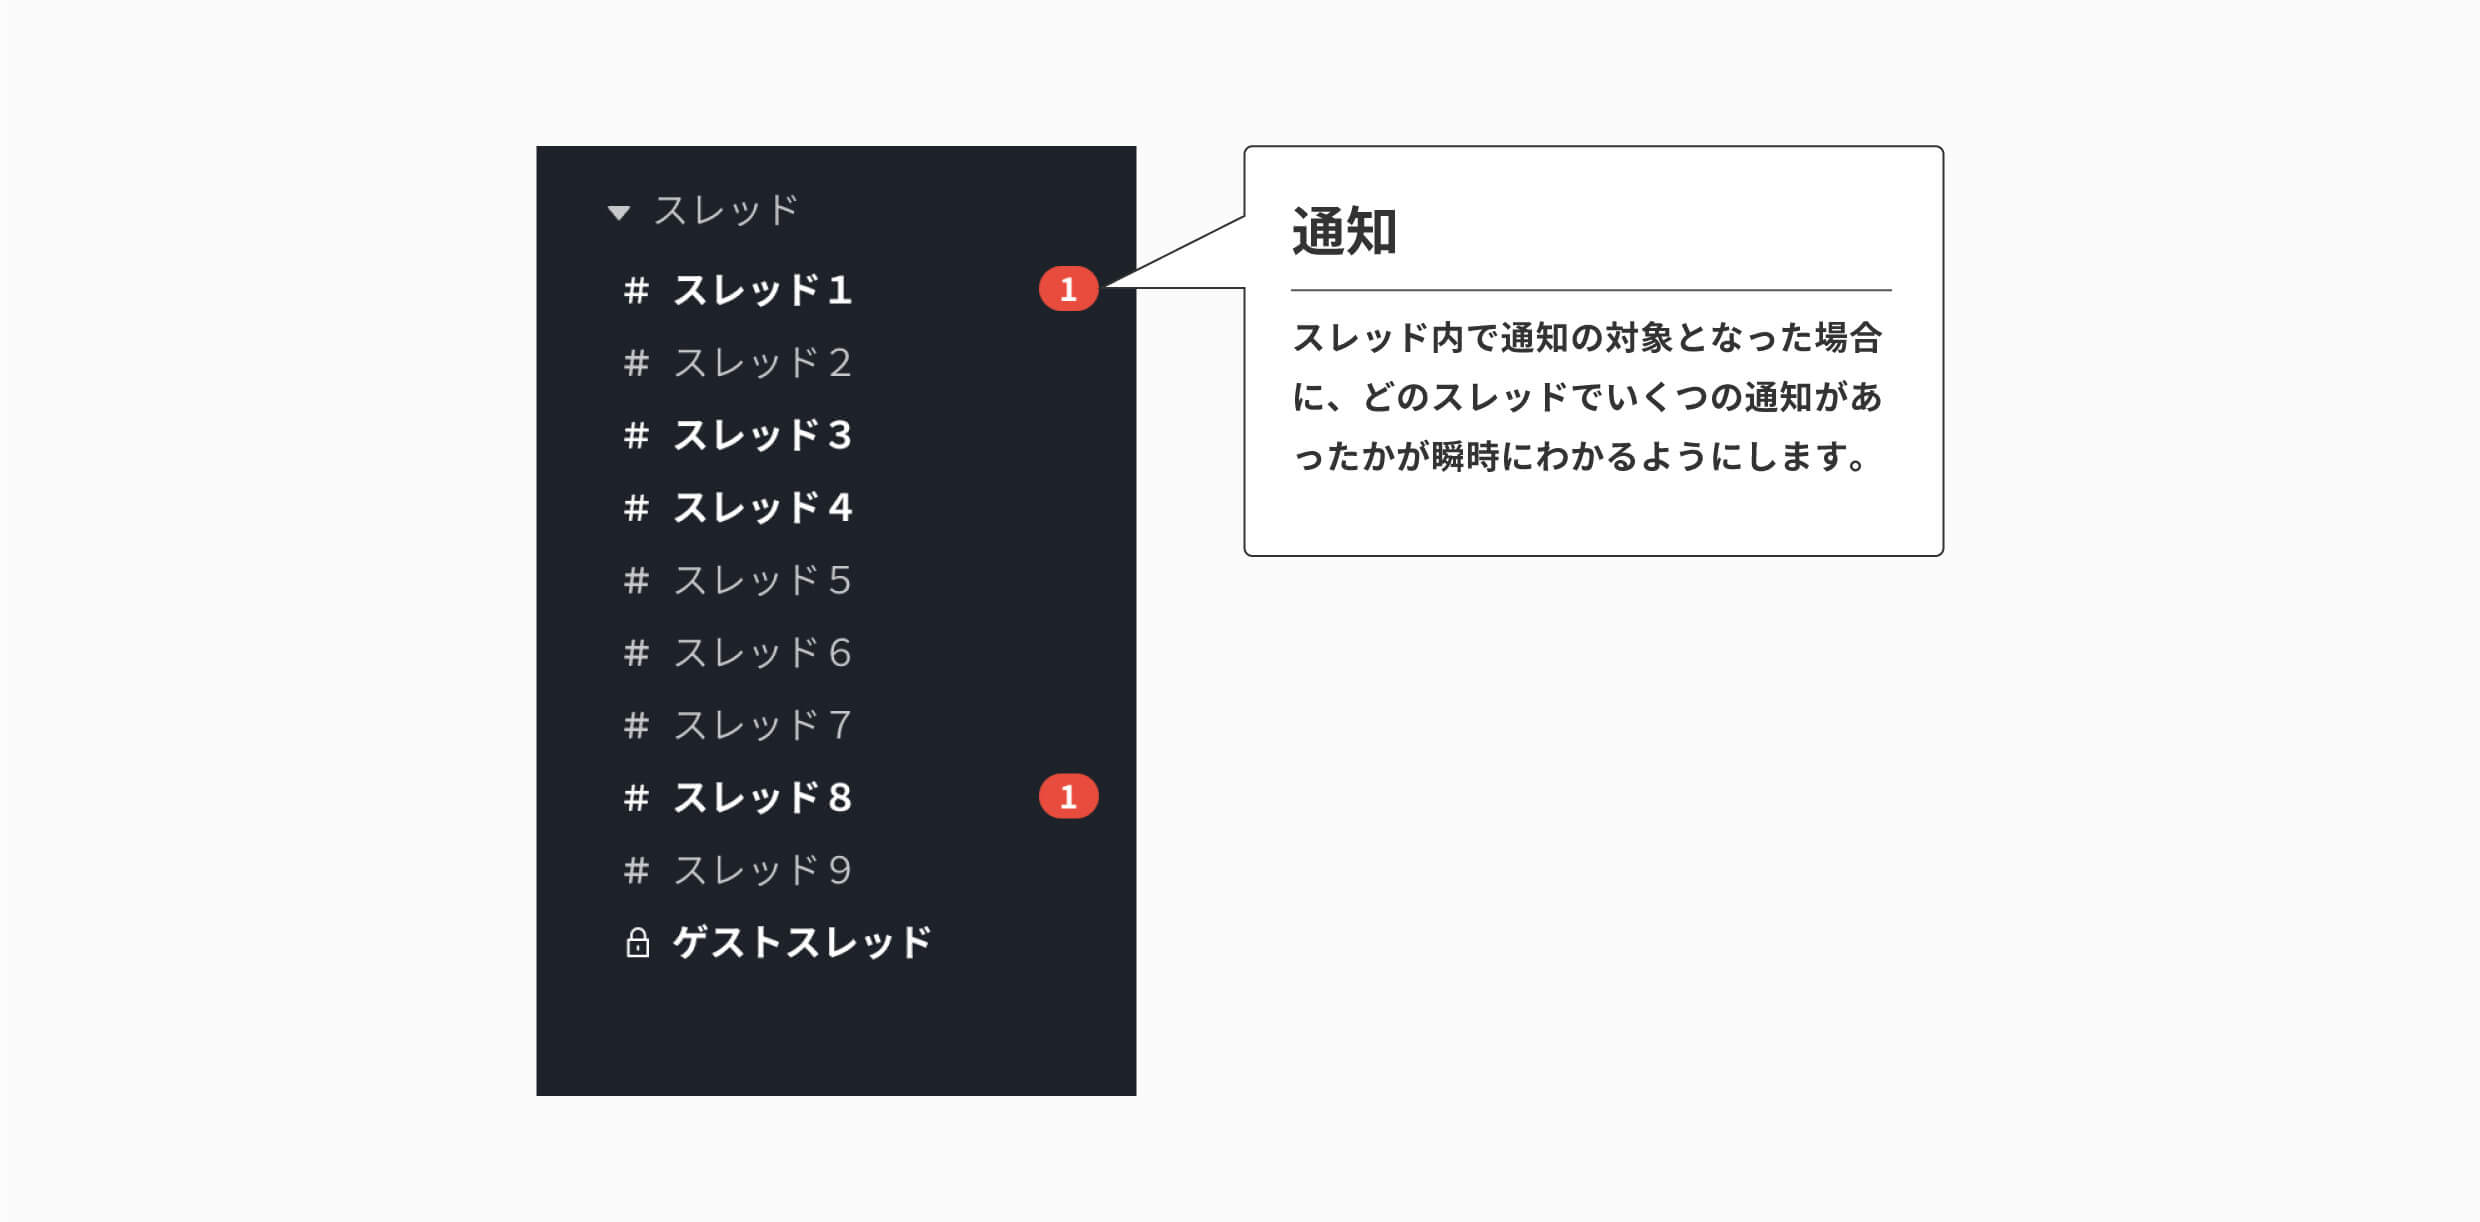 スレッド
# スレッド１ 1
# スレッド２
# スレッド３
# スレッド４
# スレッド５
# スレッド６
# スレッド７
# スレッド８ 1
# スレッド９
ゲストスレッド
通知
スレッド内で通知の対象となった場合
に、どのスレッドでいくつの通知があ
ったかが瞬時にわかるようにします。